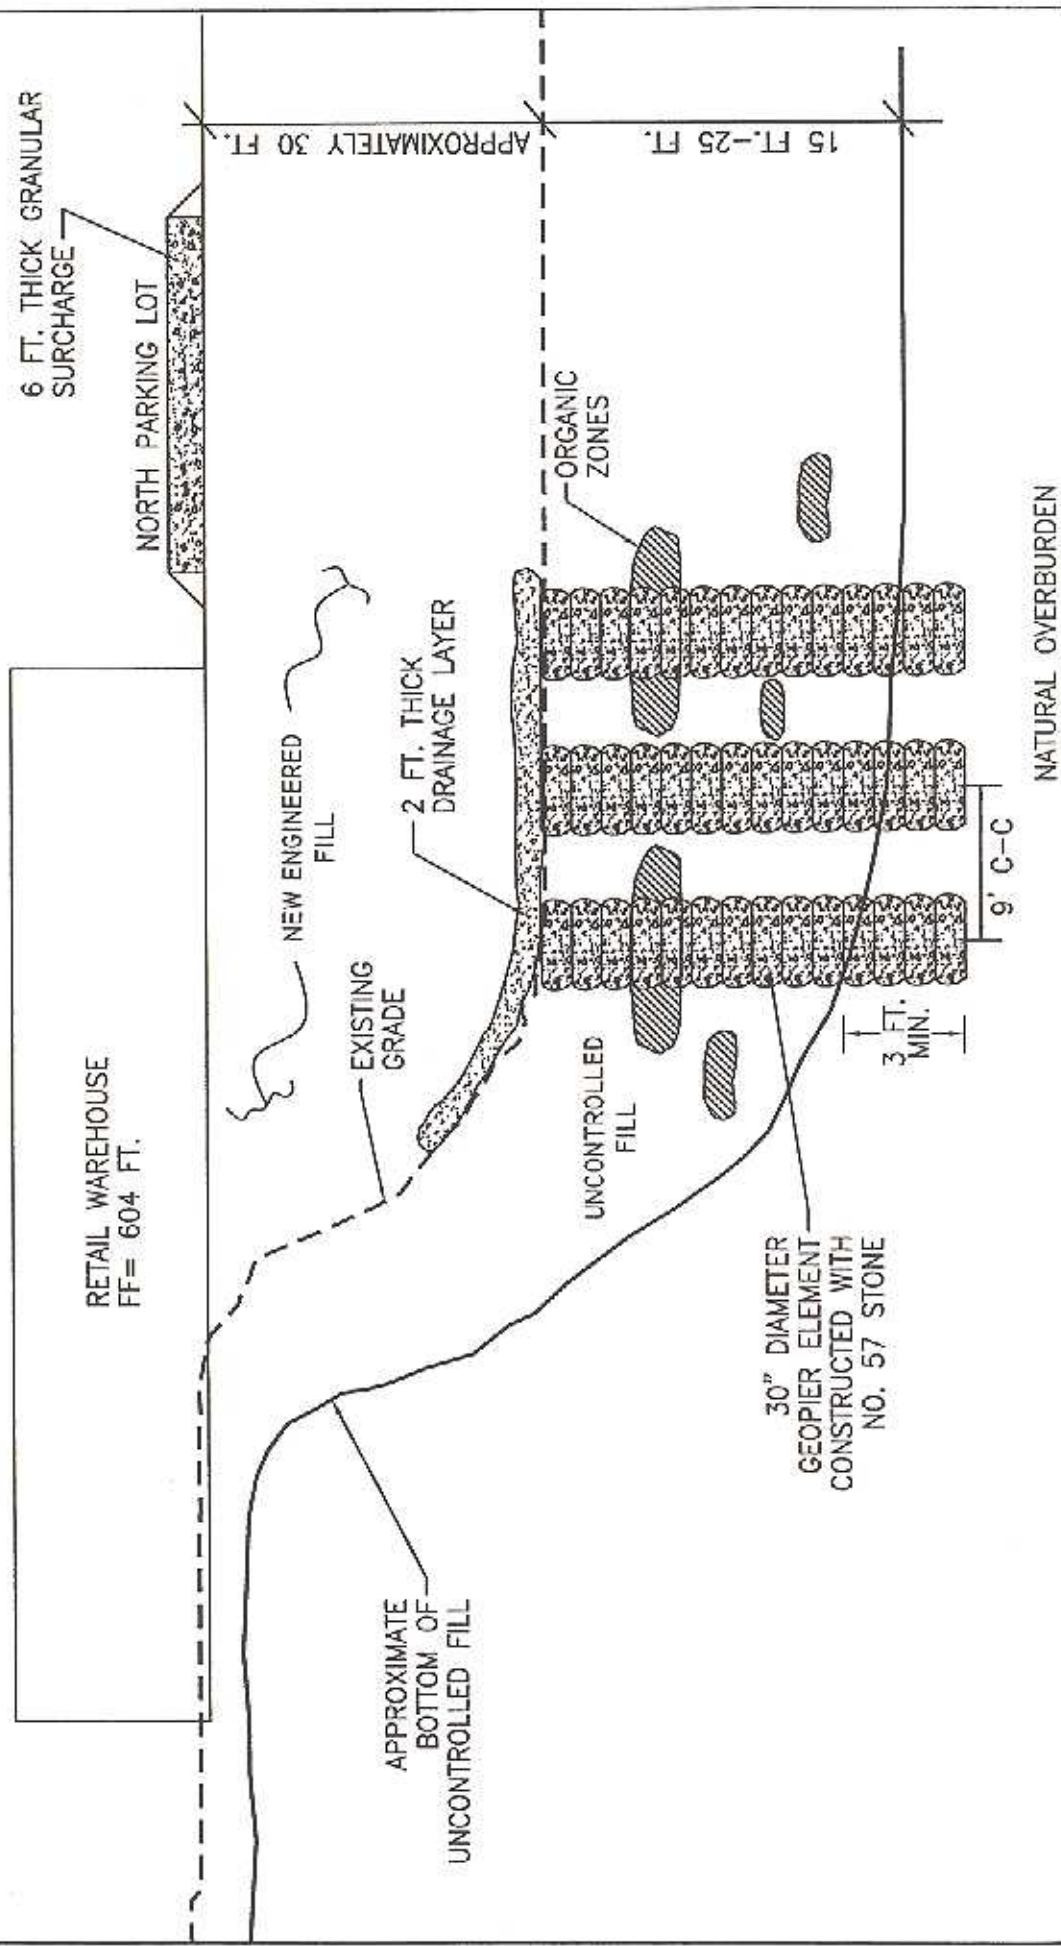 RETAIL WAREHOUSE
FF= 604 FT.
6 FT. THICK GRANULAR
SURCHARGE
NORTH PARKING LOT
NEW ENGINEERED
FILL
APPROXIMATELY 30 FT.
EXISTING
GRADE
2 FT. THICK
DRAINAGE LAYER
ORGANIC
ZONES
15 FT.-25 FT.
APPROXIMATE
BOTTOM OF
UNCONTROLLED FILL
UNCONTROLLED
FILL
30" DIAMETER
GEOPIER ELEMENT
CONSTRUCTED WITH
NO. 57 STONE
3 FT.
MIN.
9' C-C
NATURAL OVERBURDEN